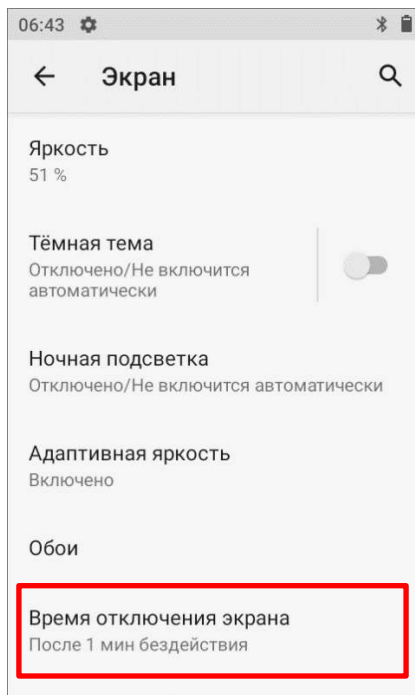 06:43
Экран
Яркость
51 %
Тёмная тема
Отключено/Не включится
автоматически
Ночная подсветка
Отключено/Не включится автоматически
Адаптивная яркость
Включено
Обои
Время отключения экрана
После 1 мин бездействия